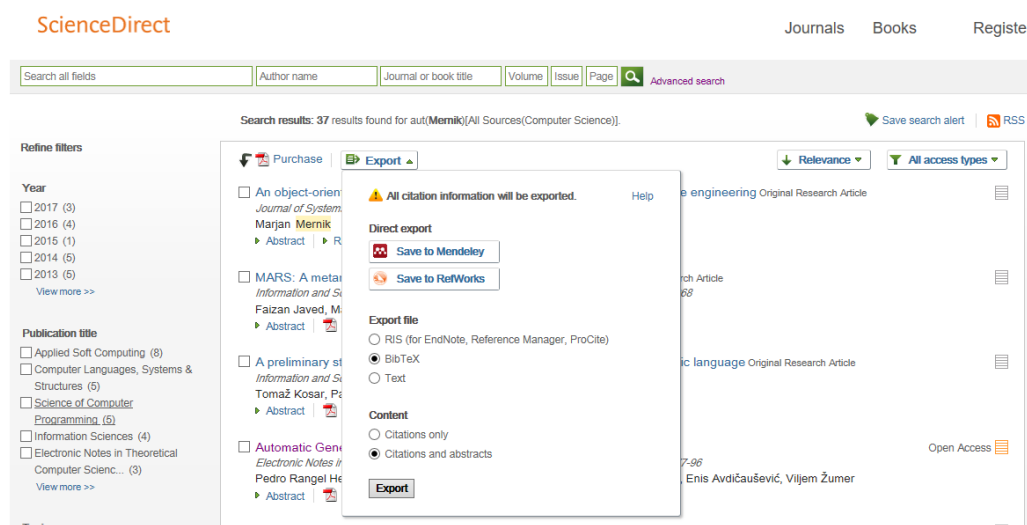 ScienceDirect
Journals Books Registe
Search all fields Author name Journal or book title Volume Issue Page Advanced search
Search results: 37 results found for aut(Mernik)[All Sources(Computer Science)].
Save search alert RSS
Refine filters
Purchase Export Relevance All access types
Year
2017 (3)
2016 (4)
2015 (1)
2014 (5)
2013 (5)
View more >>
Publication title
Applied Soft Computing (8)
Computer Languages, Systems &
Structures (5)
Science of Computer
Programming (5)
Information Sciences (4)
Electronic Notes in Theoretical
Computer Scienc... (3)
View more >>
An object-orien
e engineering Original Research Article
Journal of System
Marjan Mernik
Abstract R
MARS: A metar
rch Article
Information and So
68
Faizan Javed, M
Abstract
A preliminary st
ic language Original Research Article
Information and So
Tomaž Kosar, Pa
Abstract
Automatic Gene
Open Access
Electronic Notes in
7-96
Pedro Rangel He
, Enis Avdičaušević, Viljem Žumer
Abstract
All citation information will be exported. Help
Direct export
Save to Mendeley
Save to RefWorks
Export file
RIS (for EndNote, Reference Manager, ProCite)
BibTeX
Text
Content
Citations only
Citations and abstracts
Export